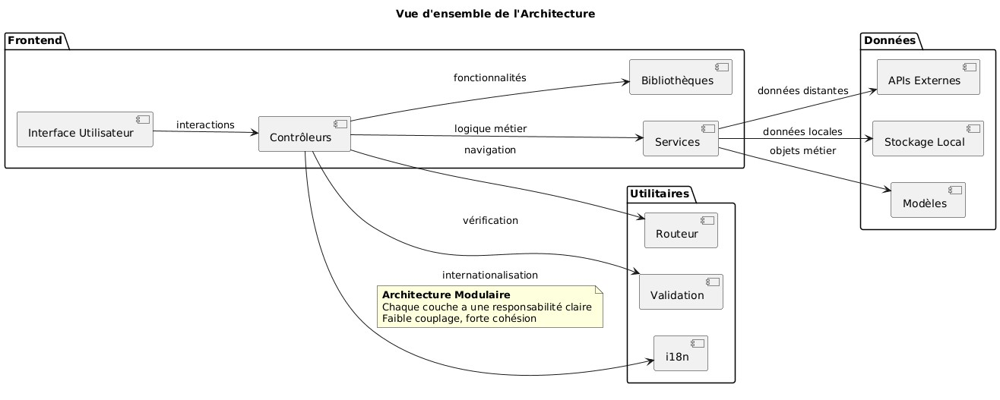 Vue d'ensemble de l'Architecture
Frontend
Données
fonctionnalités
Bibliothèques
APIs Externes
données distantes
Interface Utilisateur
interactions
Contrôleurs
logique métier
Services
données locales
Stockage Local
navigation
objets métier
Modèles
Utilitaires
Routeur
vérification
Validation
internationalisation
Architecture Modulaire
Chaque couche a une responsabilité claire
Faible couplage, forte cohésion
i18n